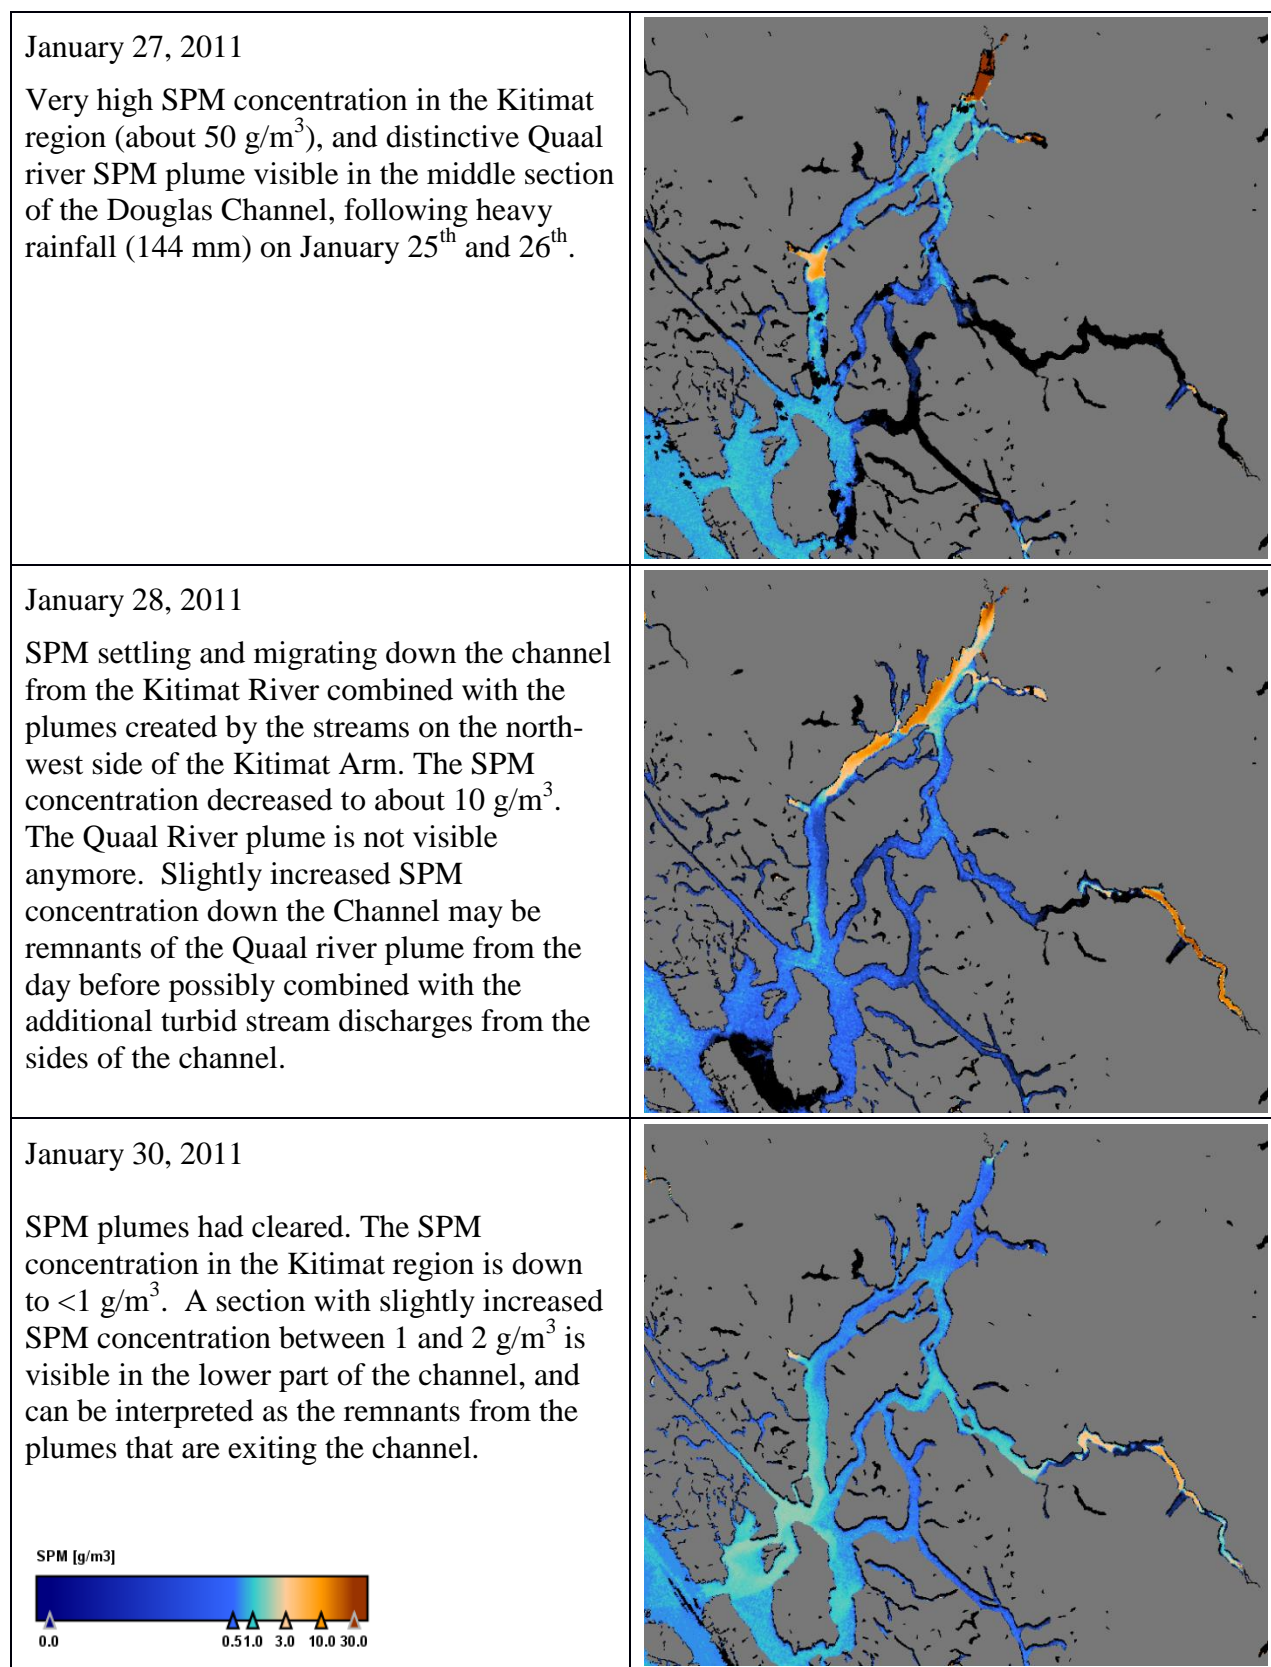 January 27, 2011
Very high SPM concentration in the Kitimat
region (about 50 g/m³), and distinctive Quaal
river SPM plume visible in the middle section
of the Douglas Channel, following heavy
rainfall (144 mm) on January 25th and 26th.
January 28, 2011
SPM settling and migrating down the channel
from the Kitimat River combined with the
plumes created by the streams on the north-
west side of the Kitimat Arm. The SPM
concentration decreased to about 10 g/m³.
The Quaal River plume is not visible
anymore.  Slightly increased SPM
concentration down the Channel may be
remnants of the Quaal river plume from the
day before possibly combined with the
additional turbid stream discharges from the
sides of the channel.
January 30, 2011
SPM plumes had cleared. The SPM
concentration in the Kitimat region is down
to <1 g/m³.  A section with slightly increased
SPM concentration between 1 and 2 g/m³ is
visible in the lower part of the channel, and
can be interpreted as the remnants from the
plumes that are exiting the channel.
SPM [g/m3]
0.0 0.5 1.0 3.0 10.0 30.0